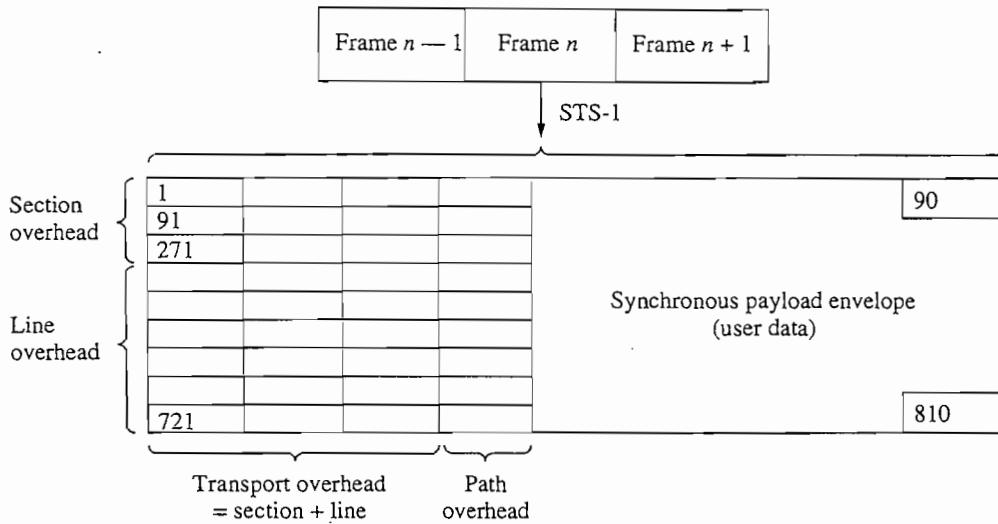 Frame n — 1
Frame n
Frame n + 1
STS-1
Section
overhead
1
90
91
271
Synchronous payload envelope
(user data)
Line
overhead
721
810
Transport overhead
= section + line
Path
overhead